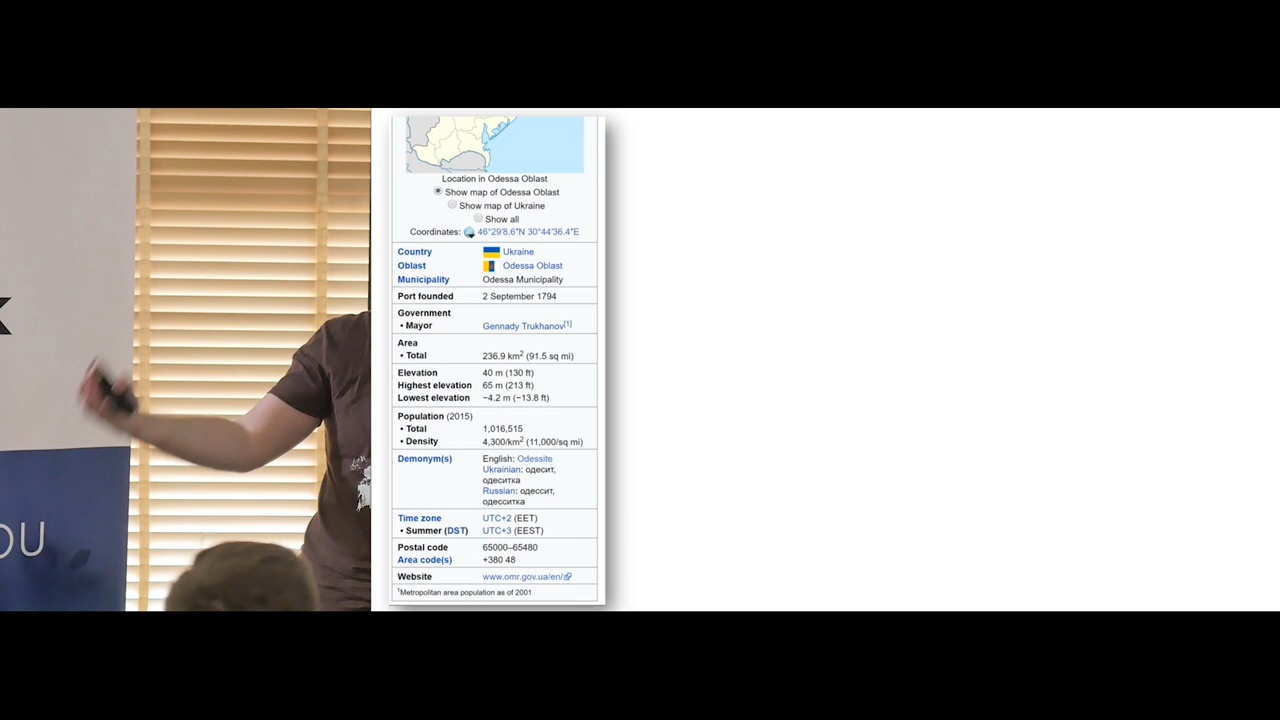 OU
Location in Odessa Oblast
Show map of Odessa Oblast
Show map of Ukraine
Show all
Coordinates: 46°29′8.6″N 30°44′36.4″E
Country Ukraine
Oblast Odessa Oblast
Municipality Odessa Municipality
Port founded 2 September 1794
Government
• Mayor Gennady Trukhanov[1]
Area
• Total 236.9 km2 (91.5 sq mi)
Elevation 40 m (130 ft)
Highest elevation 65 m (213 ft)
Lowest elevation −4.2 m (−13.8 ft)
Population (2015)
• Total 1,016,515
• Density 4,300/km2 (11,000/sq mi)
Demonym(s) English: Odessite
Ukrainian: одесит,
одеситка
Russian: одессит,
одесситка
Time zone UTC+2 (EET)
• Summer (DST) UTC+3 (EEST)
Postal code 65000–65480
Area code(s) +380 48
Website www.omr.gov.ua/en/
1Metropolitan area population as of 2001